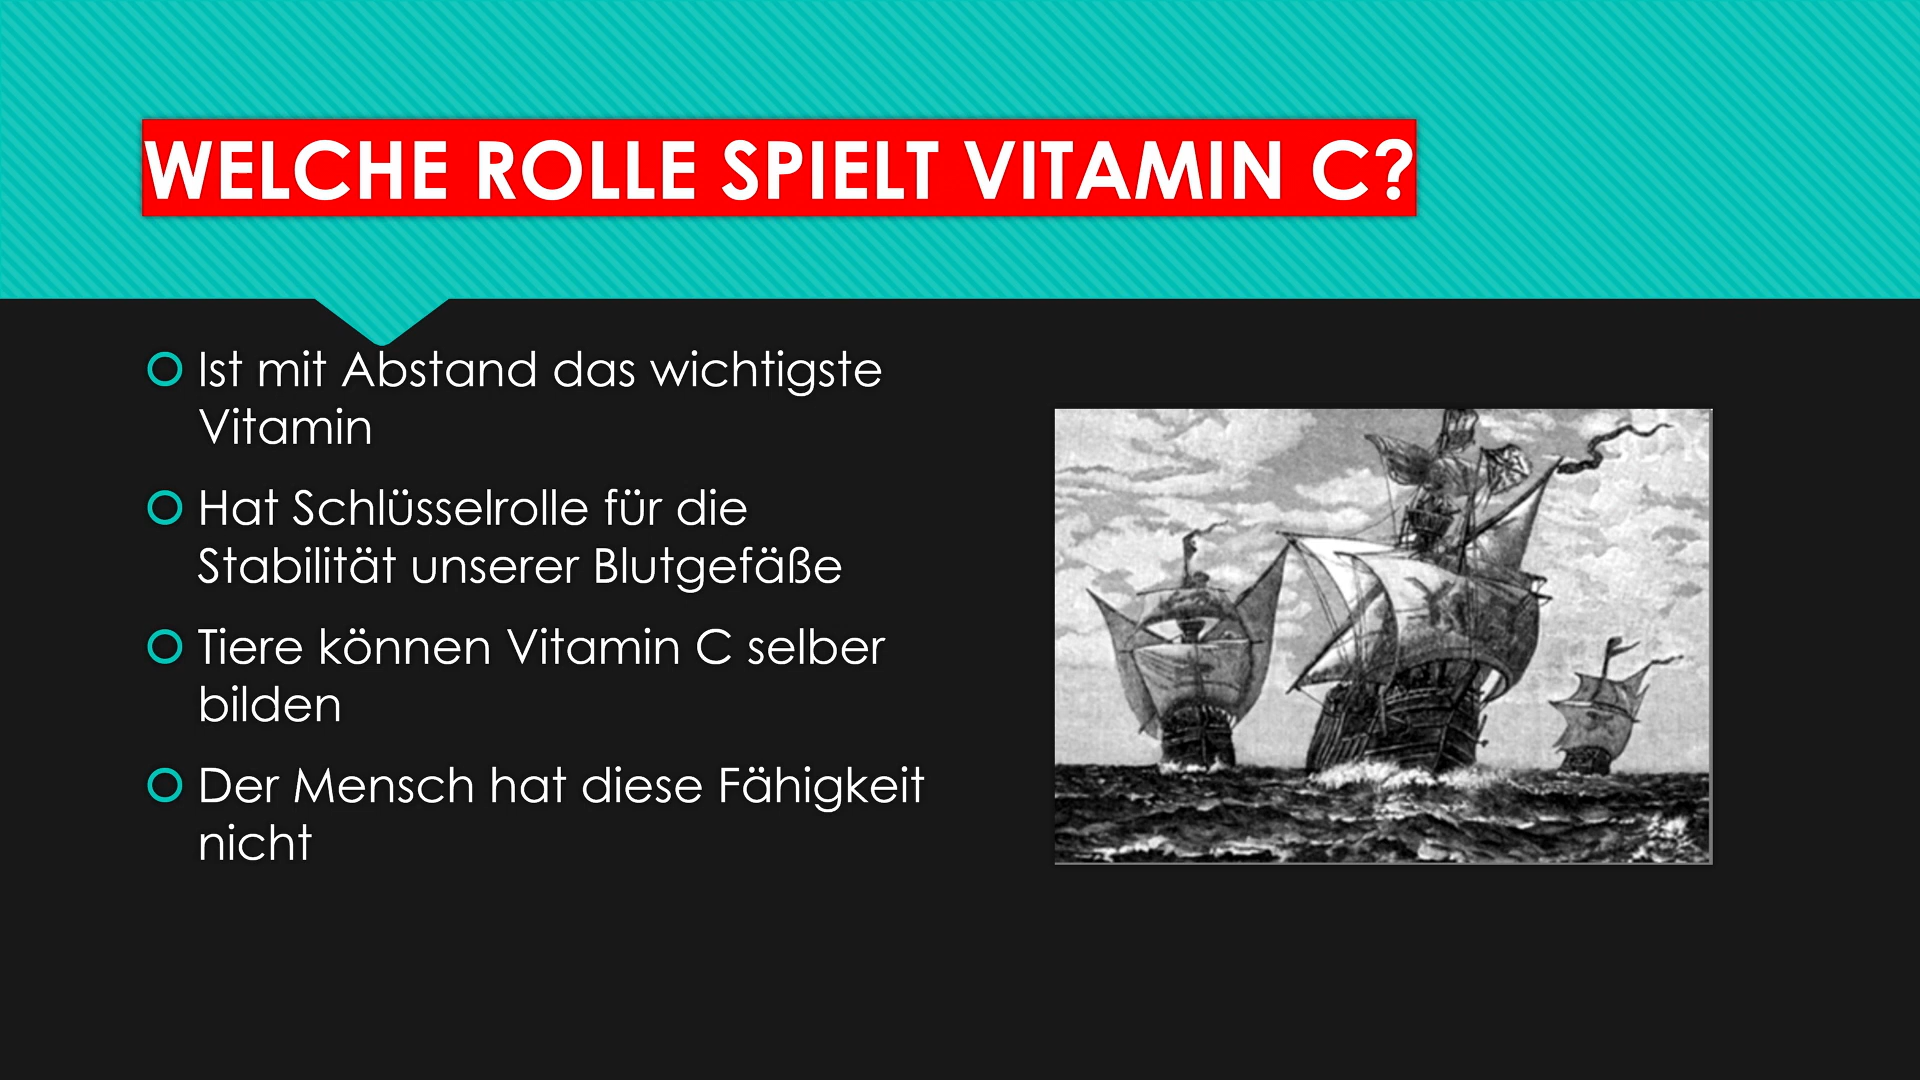 WELCHE ROLLE SPIELT VITAMIN C?
Ist mit Abstand das wichtigste
Vitamin
Hat Schlüsselrolle für die
Stabilität unserer Blutgefäße
Tiere können Vitamin C selber
bilden
Der Mensch hat diese Fähigkeit
nicht